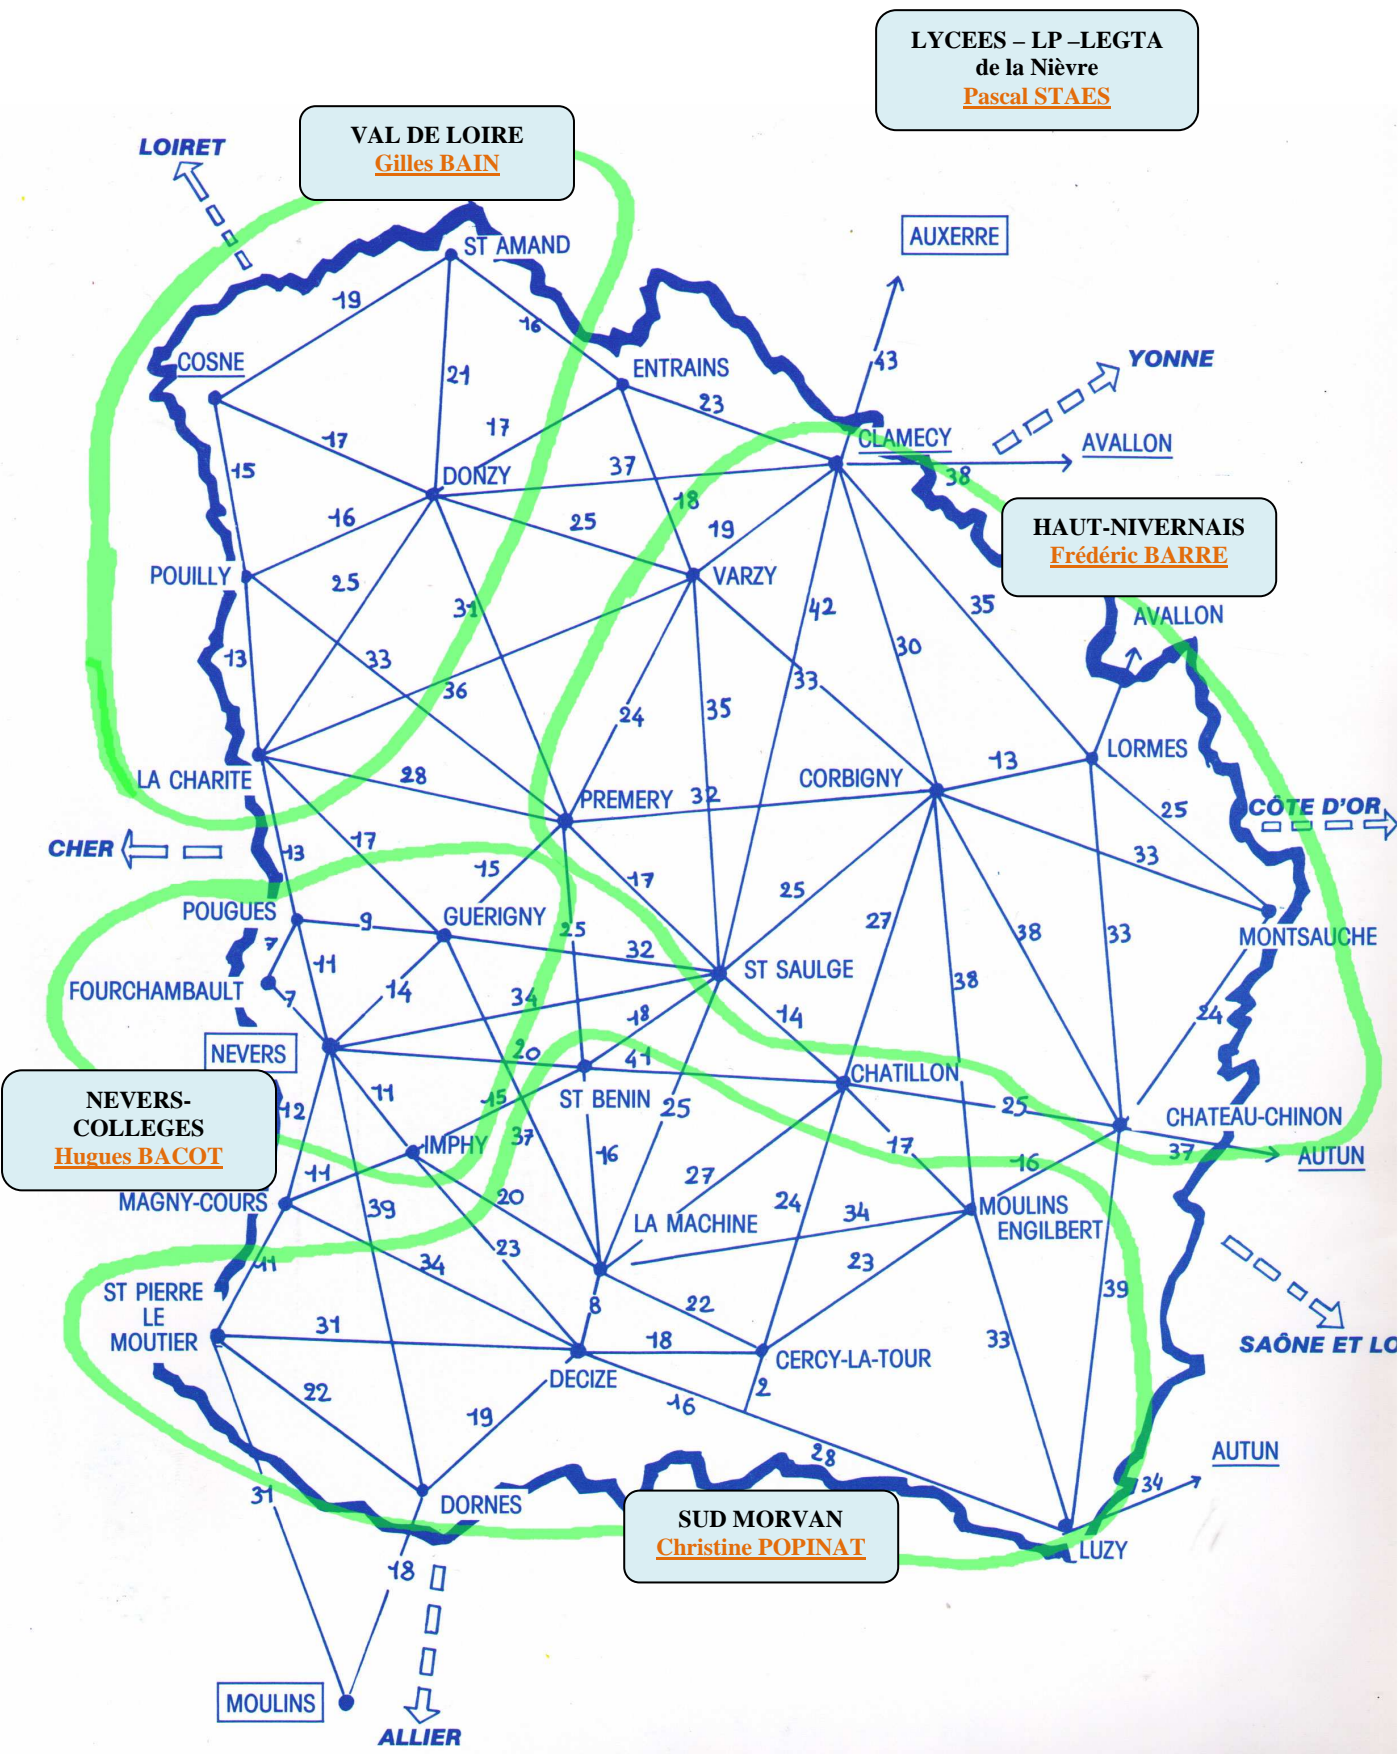 LYCEES – LP –LEGTA
de la Nièvre
Pascal STAES
VAL DE LOIRE
Gilles BAIN
LOIRET
AUXERRE
ST AMAND
19
16
43
YONNE
COSNE
21
ENTRAINS
23
17
17
CLAMECY
AVALLON
15
DONZY
37
38
18
16
25
19
HAUT-NIVERNAIS
Frédéric BARRE
POUILLY
25
VARZY
31
42
35
AVALLON
13
33
30
36
33
24
35
LORMES
LA CHARITE
28
CORBIGNY
13
PREMERY
32
25
CÔTE D'OR
CHER
13
17
15
17
33
25
POUGUES
9
GUERIGNY
25
27
38
33
MONTSAUCHE
7
11
32
ST SAULGE
FOURCHAMBAULT
7
14
34
18
14
38
24
NEVERS
20
41
CHATILLON
NEVERS-
COLLEGES
Hugues BACOT
12
11
15
ST BENIN
25
25
CHATEAU-CHINON
IMPHY
37
16
17
16
37
AUTUN
11
27
MAGNY-COURS
39
20
LA MACHINE
24
34
MOULINS
ENGILBERT
11
34
23
23
39
ST PIERRE
LE
MOUTIER
31
8
22
18
33
SAÔNE ET LO
CERCY-LA-TOUR
DECIZE
22
19
16
2
28
AUTUN
31
34
DORNES
SUD MORVAN
Christine POPINAT
LUZY
18
MOULINS
ALLIER